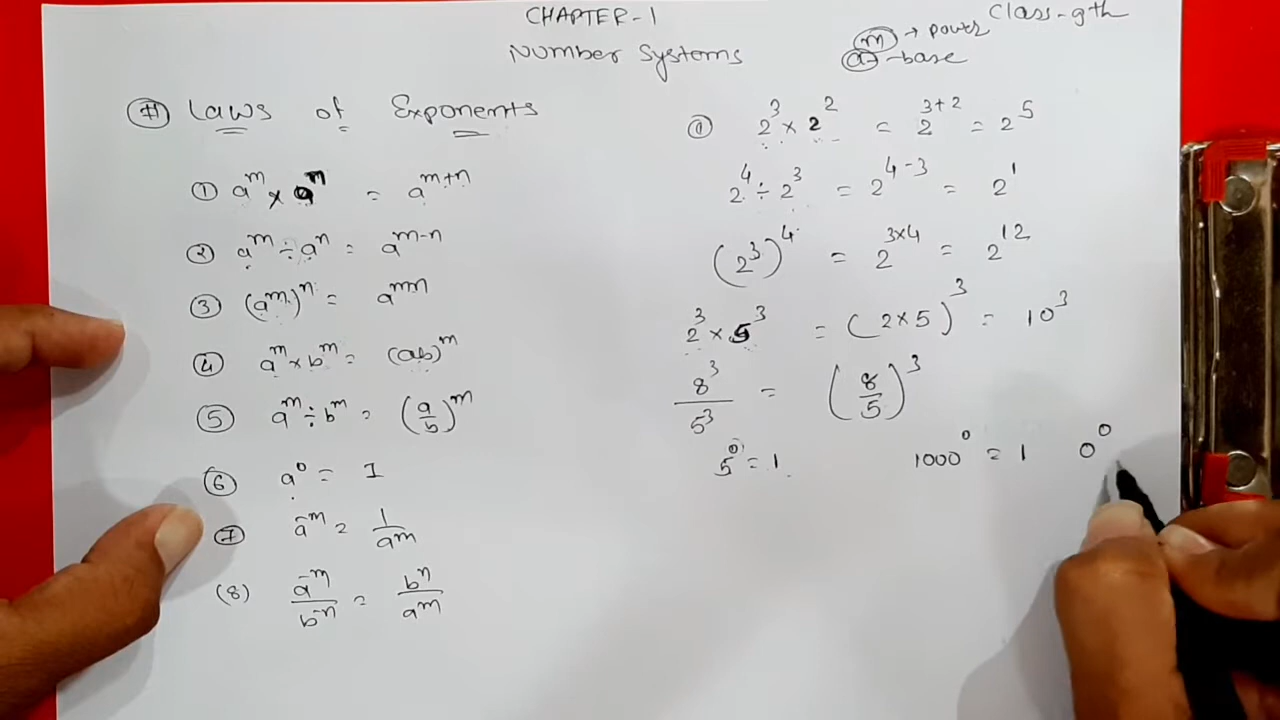 CHAPTER-1
Class-9th
Number Systems
m → power
a → base
# Laws of Exponents
① a^m × a^n = a^{m+n}
② a^m ÷ a^n = a^{m-n}
③ (a^m)^n = a^{mn}
④ a^m × b^m = (ab)^m
⑤ a^m ÷ b^m = (a/b)^m
⑥ a^0 = 1
⑦ a^{-m} = 1/a^m
(8) a^{-m}/b^{-n} = b^n/a^m
① 2^3 × 2^2 = 2^{3+2} = 2^5
2^4 ÷ 2^3 = 2^{4-3} = 2^1
(2^3)^4 = 2^{3×4} = 2^{12}
2^3 × 5^3 = (2×5)^3 = 10^3
8^3/5^3 = (8/5)^3
5^0 = 1 1000^0 = 1 0^0